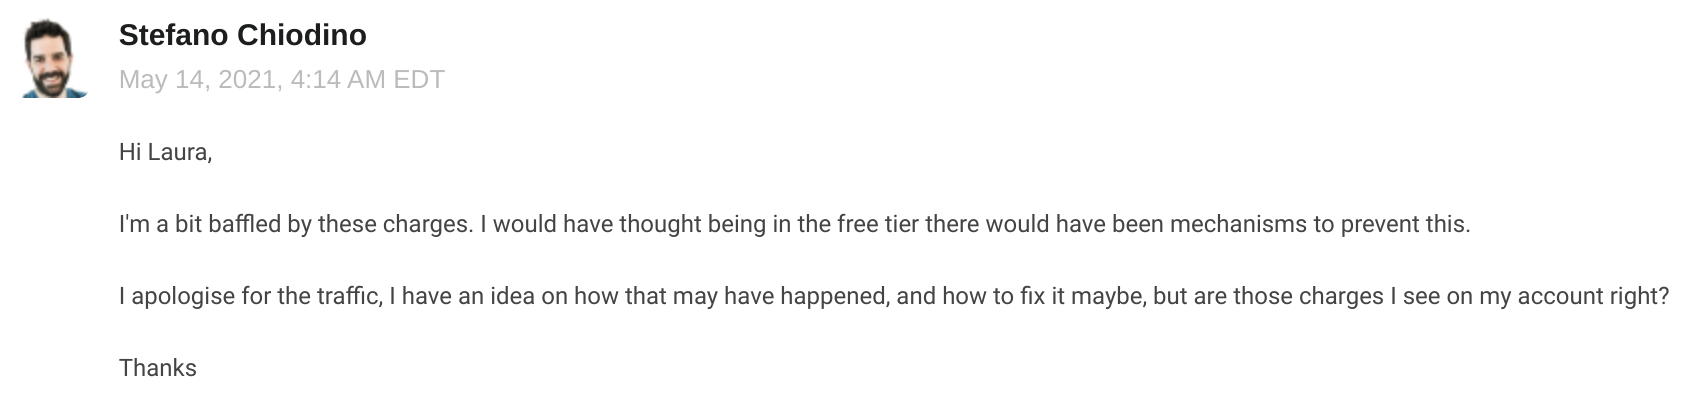 Stefano Chiodino
May 14, 2021, 4:14 AM EDT
Hi Laura,
I'm a bit baffled by these charges. I would have thought being in the free tier there would have been mechanisms to prevent this.
I apologise for the traffic, I have an idea on how that may have happened, and how to fix it maybe, but are those charges I see on my account right?
Thanks